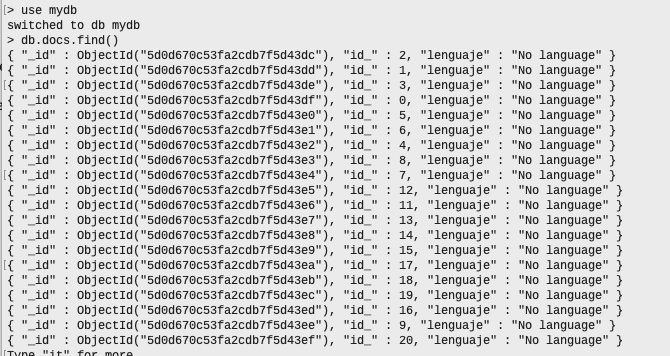 > use mydb
switched to db mydb
> db.docs.find()
{ "_id" : ObjectId("5d0d670c53fa2cdb7f5d43dc"), "id_" : 2, "lenguaje" : "No language" }
{ "_id" : ObjectId("5d0d670c53fa2cdb7f5d43dd"), "id_" : 1, "lenguaje" : "No language" }
{ "_id" : ObjectId("5d0d670c53fa2cdb7f5d43de"), "id_" : 3, "lenguaje" : "No language" }
{ "_id" : ObjectId("5d0d670c53fa2cdb7f5d43df"), "id_" : 0, "lenguaje" : "No language" }
{ "_id" : ObjectId("5d0d670c53fa2cdb7f5d43e0"), "id_" : 5, "lenguaje" : "No language" }
{ "_id" : ObjectId("5d0d670c53fa2cdb7f5d43e1"), "id_" : 6, "lenguaje" : "No language" }
{ "_id" : ObjectId("5d0d670c53fa2cdb7f5d43e2"), "id_" : 4, "lenguaje" : "No language" }
{ "_id" : ObjectId("5d0d670c53fa2cdb7f5d43e3"), "id_" : 8, "lenguaje" : "No language" }
{ "_id" : ObjectId("5d0d670c53fa2cdb7f5d43e4"), "id_" : 7, "lenguaje" : "No language" }
{ "_id" : ObjectId("5d0d670c53fa2cdb7f5d43e5"), "id_" : 12, "lenguaje" : "No language" }
{ "_id" : ObjectId("5d0d670c53fa2cdb7f5d43e6"), "id_" : 11, "lenguaje" : "No language" }
{ "_id" : ObjectId("5d0d670c53fa2cdb7f5d43e7"), "id_" : 13, "lenguaje" : "No language" }
{ "_id" : ObjectId("5d0d670c53fa2cdb7f5d43e8"), "id_" : 14, "lenguaje" : "No language" }
{ "_id" : ObjectId("5d0d670c53fa2cdb7f5d43e9"), "id_" : 15, "lenguaje" : "No language" }
{ "_id" : ObjectId("5d0d670c53fa2cdb7f5d43ea"), "id_" : 17, "lenguaje" : "No language" }
{ "_id" : ObjectId("5d0d670c53fa2cdb7f5d43eb"), "id_" : 18, "lenguaje" : "No language" }
{ "_id" : ObjectId("5d0d670c53fa2cdb7f5d43ec"), "id_" : 19, "lenguaje" : "No language" }
{ "_id" : ObjectId("5d0d670c53fa2cdb7f5d43ed"), "id_" : 16, "lenguaje" : "No language" }
{ "_id" : ObjectId("5d0d670c53fa2cdb7f5d43ee"), "id_" : 9, "lenguaje" : "No language" }
{ "_id" : ObjectId("5d0d670c53fa2cdb7f5d43ef"), "id_" : 20, "lenguaje" : "No language" }
Type "it" for more